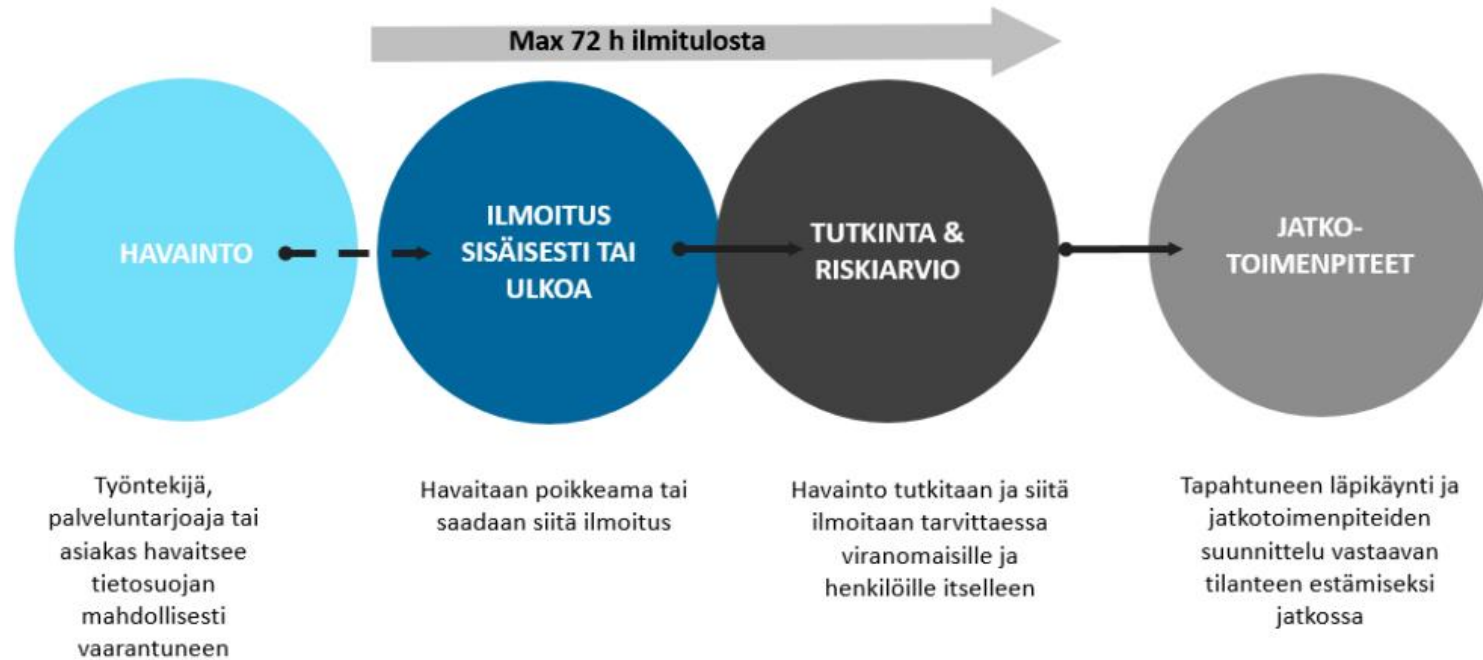 Max 72 h ilmitulosta
HAVAINTO
ILMOITUS
SISÄISESTI TAI
ULKOA
TUTKINTA &
RISKIARVIO
JATKO-
TOIMENPITEET
Työntekijä,
palveluntarjoaja tai
asiakas havaitsee
tietosuojan
mahdollisesti
vaarantuneen
Havaitaan poikkeama tai
saadaan siitä ilmoitus
Havainto tutkitaan ja siitä
ilmoitaan tarvittaessa
viranomaisille ja
henkilöille itselleen
Tapahtuneen läpikäynti ja
jatkotoimenpiteiden
suunnittelu vastaavan
tilanteen estämiseksi
jatkossa